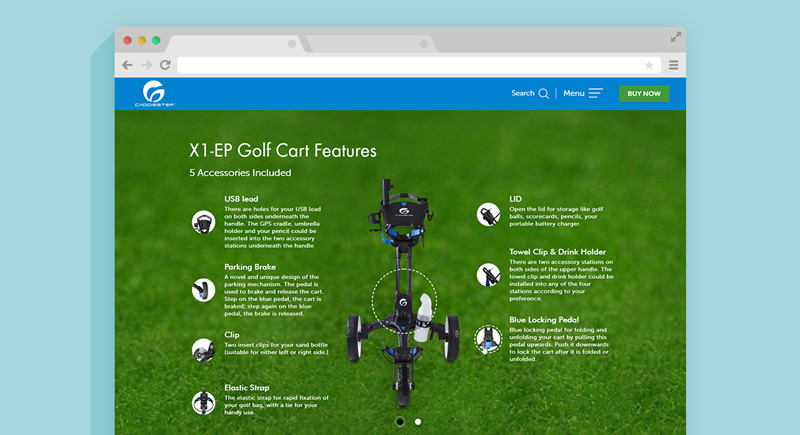 CADDIESTER
Search
Menu
BUY NOW
X1-EP Golf Cart Features
5 Accessories Included
USB lead
There are holes for your USB lead
on both sides underneath the
handle. The GPS cradle, umbrella
holder and your pencil could be
inserted into the two accessory
stations underneath the handle
Parking Brake
A novel and unique design of the
parking mechanism. The pedal is
used to brake and release the cart.
Step on the blue pedal, the cart is
braked; step again on the blue
pedal, the brake is released.
Clip
Two insert clips for your sand bottle
(suitable for either left or right side.)
Elastic Strap
The elastic strap for rapid fixation of
your golf bag, with a tie for your
handy use.
LID
Open the lid for storage like golf
balls, scorecards, pencils, your
portable battery charger.
Towel Clip & Drink Holder
There are two accessory stations on
both sides of the upper handle. The
towel clip and drink holder could be
installed into any of the four
stations according to your
preference.
Blue Locking Pedal
Blue locking pedal for folding and
unfolding your cart by pulling this
pedal upwards. Push it downwards
to lock the cart after it is folded or
unfolded.